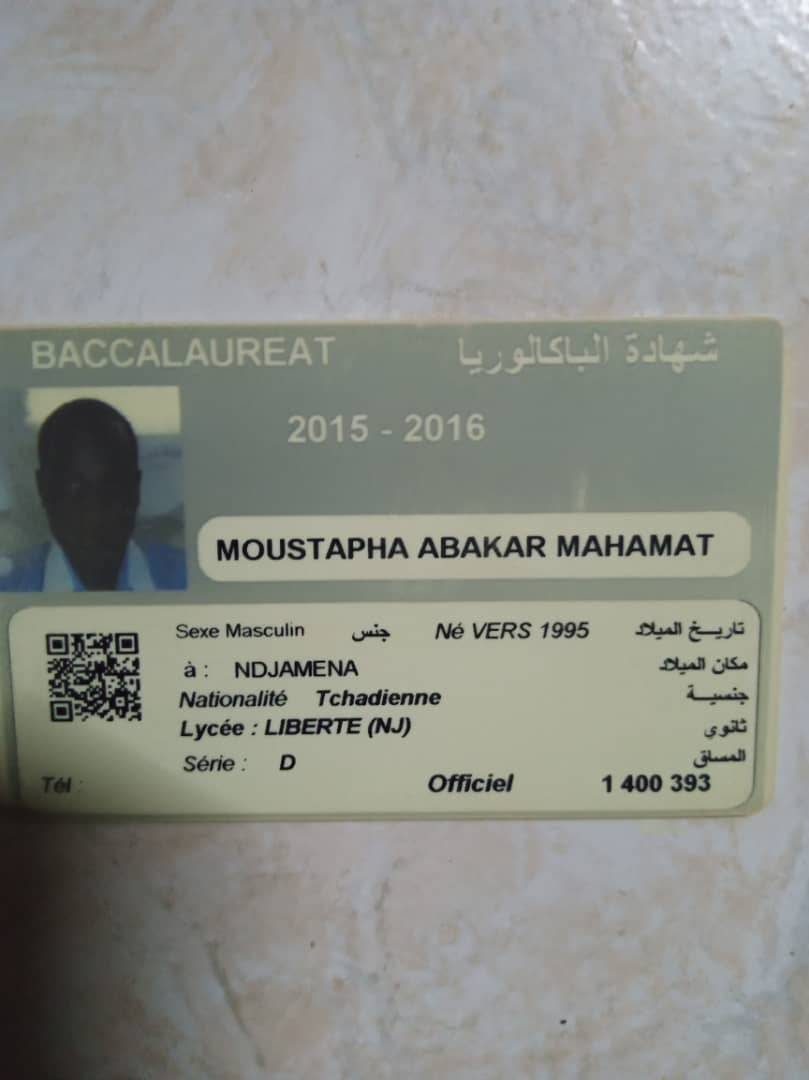 BACCALAUREAT شهادة الباكالوريا
2015 - 2016
MOUSTAPHA ABAKAR MAHAMAT
Sexe Masculin جنس Né VERS 1995 تاريخ الميلاد
à : NDJAMENA مكان الميلاد
Nationalité Tchadienne جنسية
Lycée : LIBERTE (NJ) ثانوي
Série : D المساق
Tél : Officiel 1 400 393